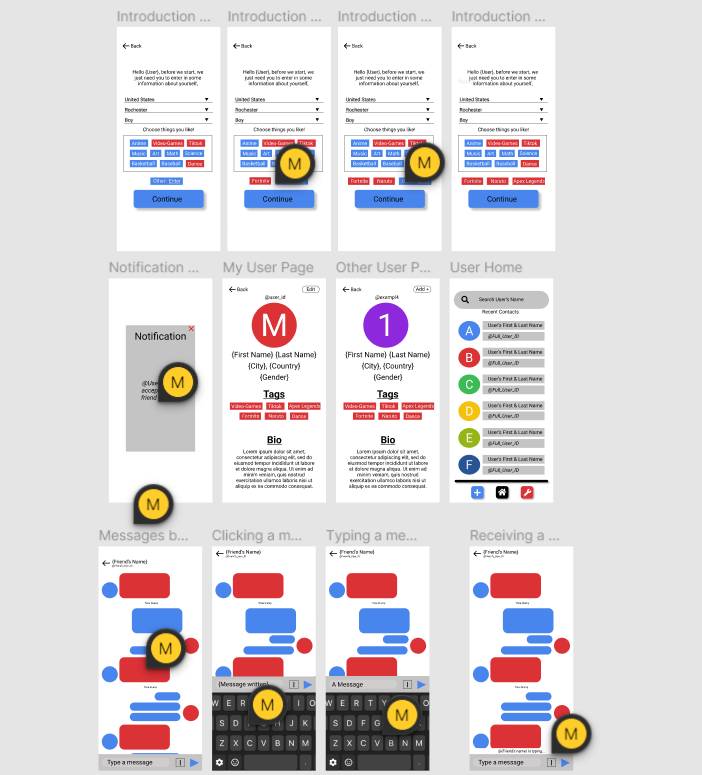 Introduction ...
Introduction ...
Introduction ...
Introduction ...
Back
Hello {User}, before we start, we
just need you to enter in some
information about yourself.
United States
Rochester
Boy
Choose things you like!
Anime Video-Games Tiktok
Music Art Math Science
Basketball Baseball Dance
Other: Enter
Continue
Back
Hello {User}, before we start, we
just need you to enter in some
information about yourself.
United States
Rochester
Boy
Choose things you like!
Anime Video-Games Tiktok
Music Art
Basketball
M
Fortnite
Continue
Back
Hello {User}, before we start, we
just need you to enter in some
information about yourself.
United States
Rochester
Boy
Choose things you like!
Anime Video-Games Tiktok
Music Art Math
Basketball Baseball
M
Fortnite Naruto
Continue
Back
Hello {User}, before we start, we
just need you to enter in some
information about yourself.
United States
Rochester
Boy
Choose things you like!
Anime Video-Games Tiktok
Music Art Math Science
Basketball Baseball Dance
Fortnite Naruto Apex Legends
Continue
Notification ...
My User Page
Other User P...
User Home
Notification
@Use
accep
friend
M
M
Back Edit
@user_id
M
{First Name} {Last Name}
{City}, {Country}
{Gender}
Tags
Video-Games Tiktok Apex Legends
Fortnite Naruto Dance
Bio
Lorem ipsum dolor sit amet,
consectetur adipiscing elit, sed do
eiusmod tempor incididunt ut labore
et dolore magna aliqua. Ut enim ad
minim veniam, quis nostrud
exercitation ullamco laboris nisi ut
aliquip ex ea commodo consequat.
Back Add +
@exampl4
1
{First Name} {Last Name}
{City}, {Country}
{Gender}
Tags
Video-Games Tiktok Apex Legends
Fortnite Naruto Dance
Bio
Lorem ipsum dolor sit amet,
consectetur adipiscing elit, sed do
eiusmod tempor incididunt ut labore
et dolore magna aliqua. Ut enim ad
minim veniam, quis nostrud
exercitation ullamco laboris nisi ut
aliquip ex ea commodo consequat.
Search User's Name
Recent Contacts
A
User's First & Last Name
@Full_User_ID
B
User's First & Last Name
@Full_User_ID
C
User's First & Last Name
@Full_User_ID
D
User's First & Last Name
@Full_User_ID
E
User's First & Last Name
@Full_User_ID
F
User's First & Last Name
@Full_User_ID
Messages b...
Clicking a m...
Typing a me...
Receiving a ...
{Friend's Name}
M
Type a message
{Friend's Name}
{Message written}
W E R I O
S D J K
Z X C V B N M
M
{Friend's Name}
A Message
W E R T Y O
S D F G
Z X C V B N M
M
{Friend's Name}
{Friend's name} is typing...
Type a message
M